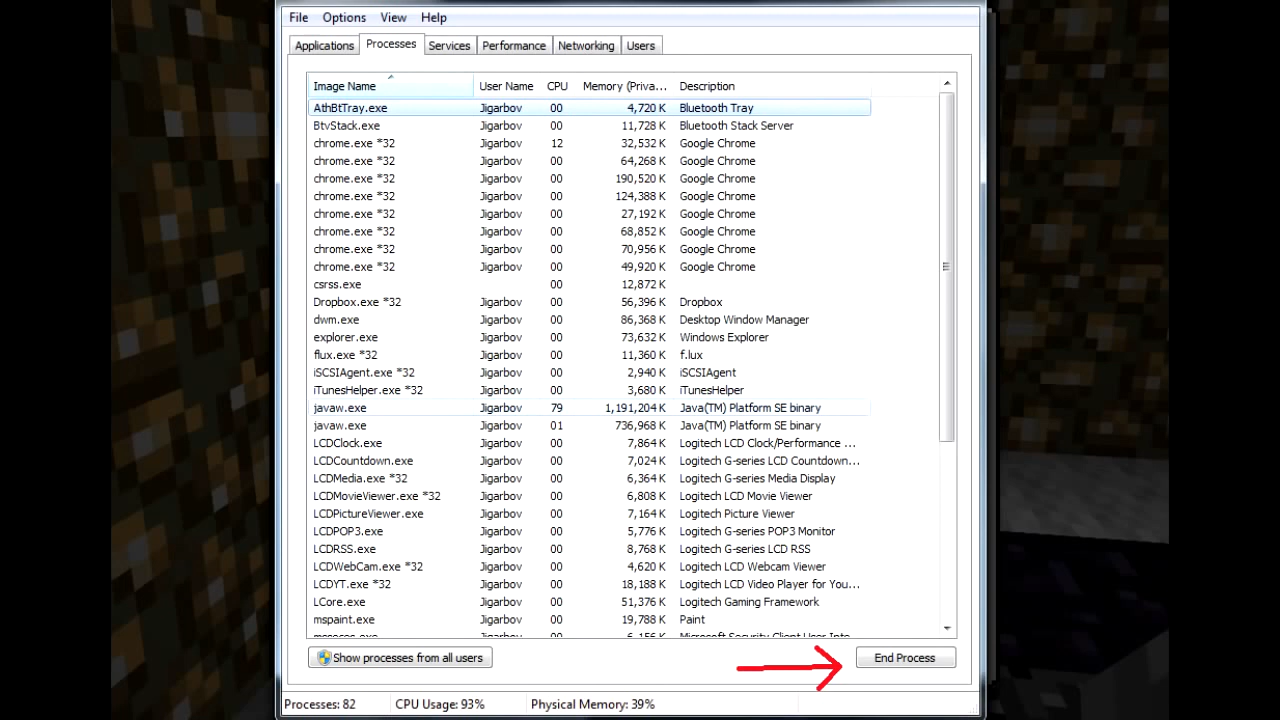 File Options View Help
Applications Processes Services Performance Networking Users
Image Name User Name CPU Memory (Priva... Description
AthBtTray.exe Jigarbov 00 4,720 K Bluetooth Tray
BtvStack.exe Jigarbov 00 11,728 K Bluetooth Stack Server
chrome.exe *32 Jigarbov 12 32,532 K Google Chrome
chrome.exe *32 Jigarbov 00 64,268 K Google Chrome
chrome.exe *32 Jigarbov 00 190,520 K Google Chrome
chrome.exe *32 Jigarbov 00 124,388 K Google Chrome
chrome.exe *32 Jigarbov 00 27,192 K Google Chrome
chrome.exe *32 Jigarbov 00 68,852 K Google Chrome
chrome.exe *32 Jigarbov 00 70,956 K Google Chrome
chrome.exe *32 Jigarbov 00 49,920 K Google Chrome
csrss.exe 00 12,872 K
Dropbox.exe *32 Jigarbov 00 56,396 K Dropbox
dwm.exe Jigarbov 00 86,368 K Desktop Window Manager
explorer.exe Jigarbov 00 73,632 K Windows Explorer
flux.exe *32 Jigarbov 00 11,360 K f.lux
iSCSIAgent.exe *32 Jigarbov 00 2,940 K iSCSIAgent
iTunesHelper.exe *32 Jigarbov 00 3,680 K iTunesHelper
javaw.exe Jigarbov 79 1,191,204 K Java(TM) Platform SE binary
javaw.exe Jigarbov 01 736,968 K Java(TM) Platform SE binary
LCDClock.exe Jigarbov 00 7,864 K Logitech LCD Clock/Performance ...
LCDCountdown.exe Jigarbov 00 7,024 K Logitech G-series LCD Countdown...
LCDMedia.exe *32 Jigarbov 00 6,364 K Logitech G-series Media Display
LCDMovieViewer.exe *32 Jigarbov 00 6,808 K Logitech LCD Movie Viewer
LCDPictureViewer.exe Jigarbov 00 7,164 K Logitech Picture Viewer
LCDPOP3.exe Jigarbov 00 5,776 K Logitech G-series POP3 Monitor
LCDRSS.exe Jigarbov 00 8,768 K Logitech G-series LCD RSS
LCDWebCam.exe *32 Jigarbov 00 4,620 K Logitech LCD Webcam Viewer
LCDYT.exe *32 Jigarbov 00 18,188 K Logitech LCD Video Player for You...
LCore.exe Jigarbov 00 51,376 K Logitech Gaming Framework
mspaint.exe Jigarbov 00 19,788 K Paint
Jigarbov 00 6,156 K Microsoft Security Client User Inte
Show processes from all users End Process
Processes: 82 CPU Usage: 93% Physical Memory: 39%